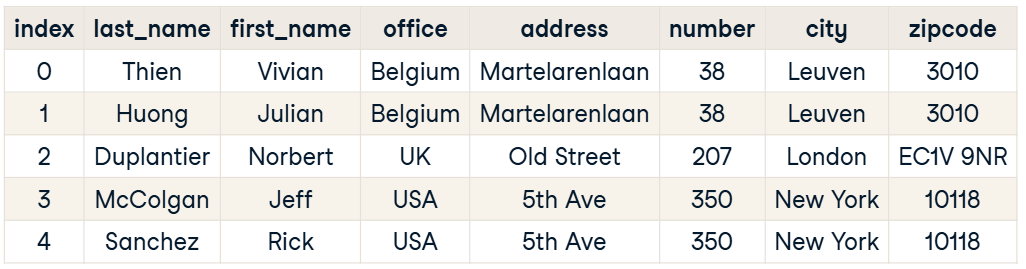 index last_name first_name office address number city zipcode
0 Thien Vivian Belgium Martelarenlaan 38 Leuven 3010
1 Huong Julian Belgium Martelarenlaan 38 Leuven 3010
2 Duplantier Norbert UK Old Street 207 London EC1V 9NR
3 McColgan Jeff USA 5th Ave 350 New York 10118
4 Sanchez Rick USA 5th Ave 350 New York 10118